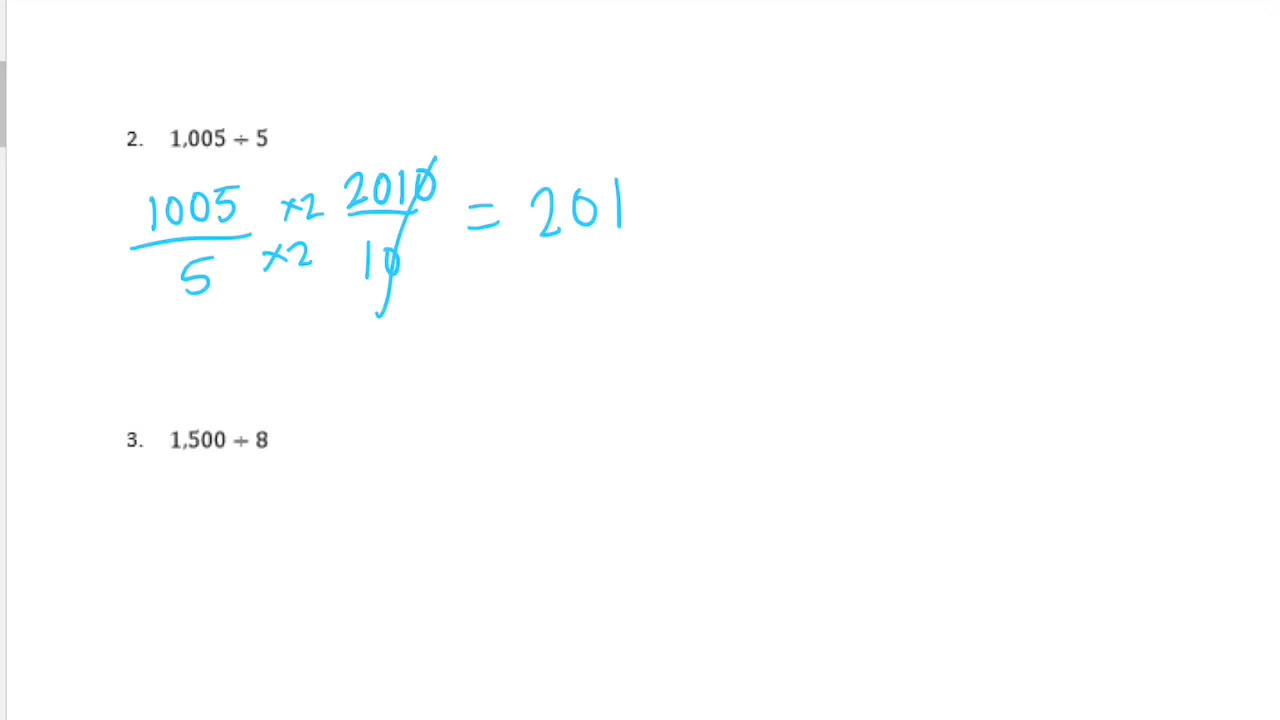 2. 1,005 ÷ 5
1005 ×2 2010 = 201
5 ×2 10
3. 1,500 ÷ 8